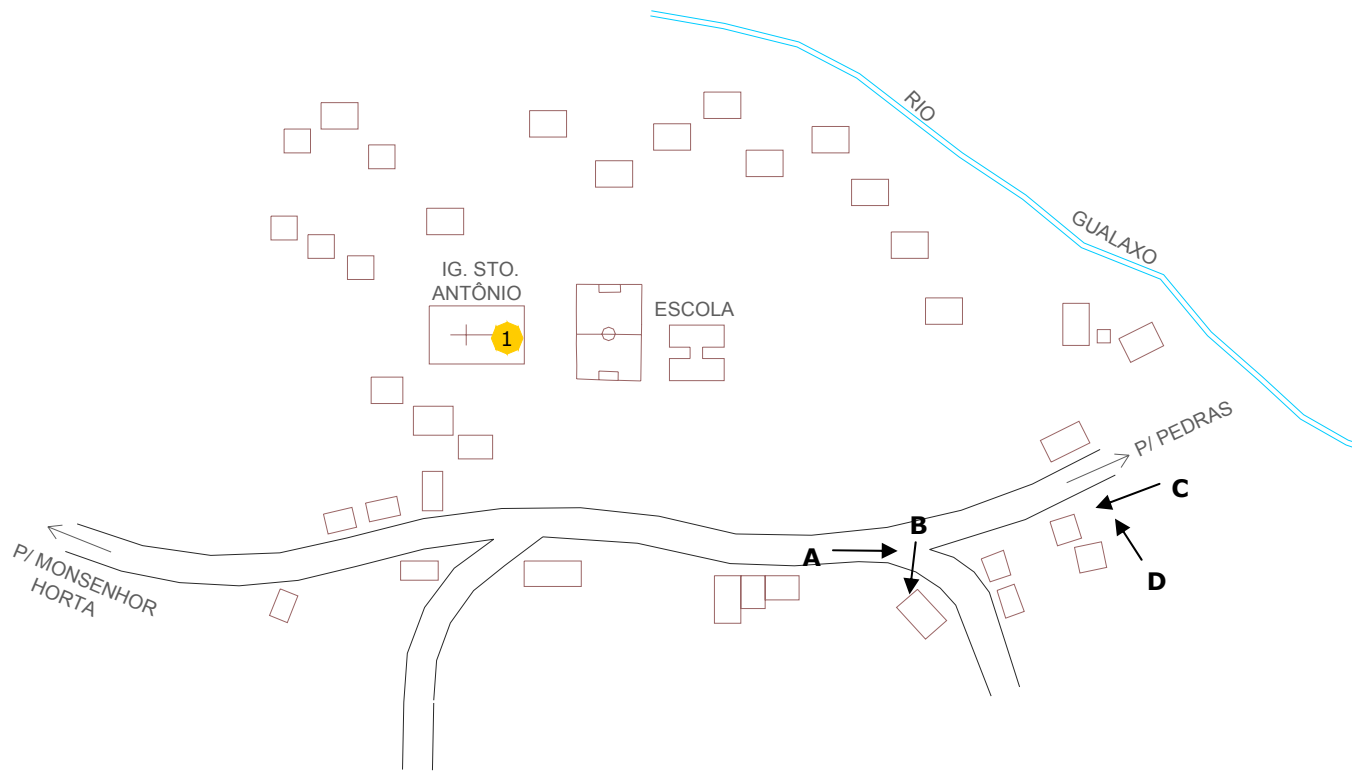 RIO
GUALAXO
IG. STO.
ANTÔNIO
1
ESCOLA
P/ PEDRAS
C
B
A
D
P/ MONSENHOR
HORTA